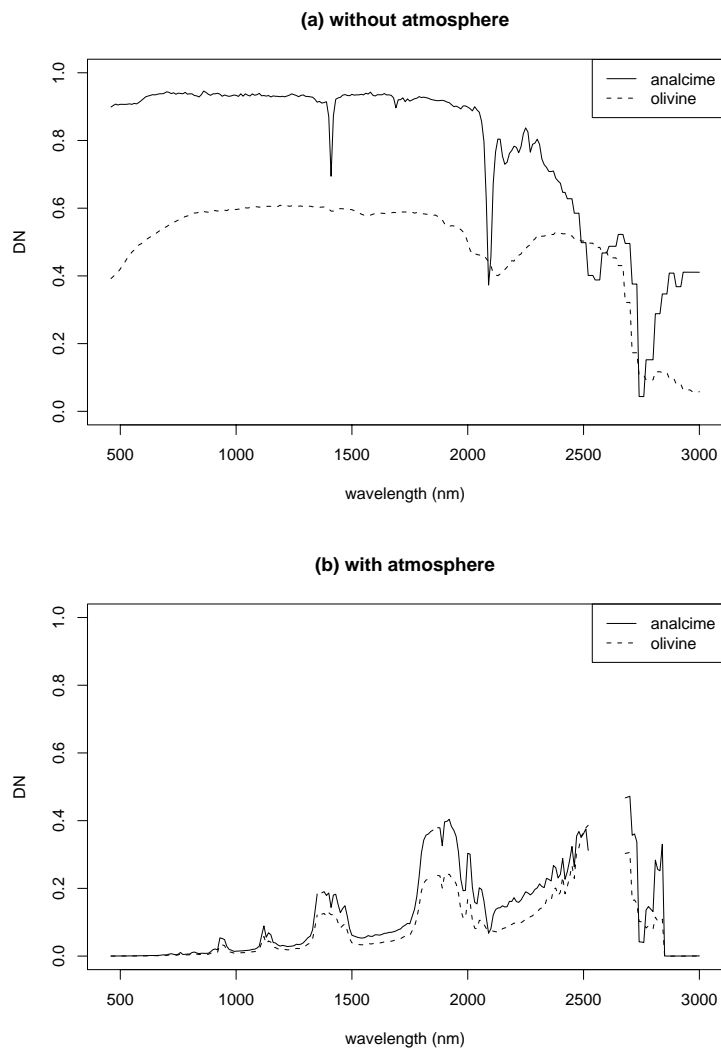 (a) without atmosphere
analcime
olivine
1.0
0.8
0.6
0.4
0.2
0.0
DN
500 1000 1500 2000 2500 3000
wavelength (nm)
(b) with atmosphere
analcime
olivine
1.0
0.8
0.6
0.4
0.2
0.0
DN
500 1000 1500 2000 2500 3000
wavelength (nm)